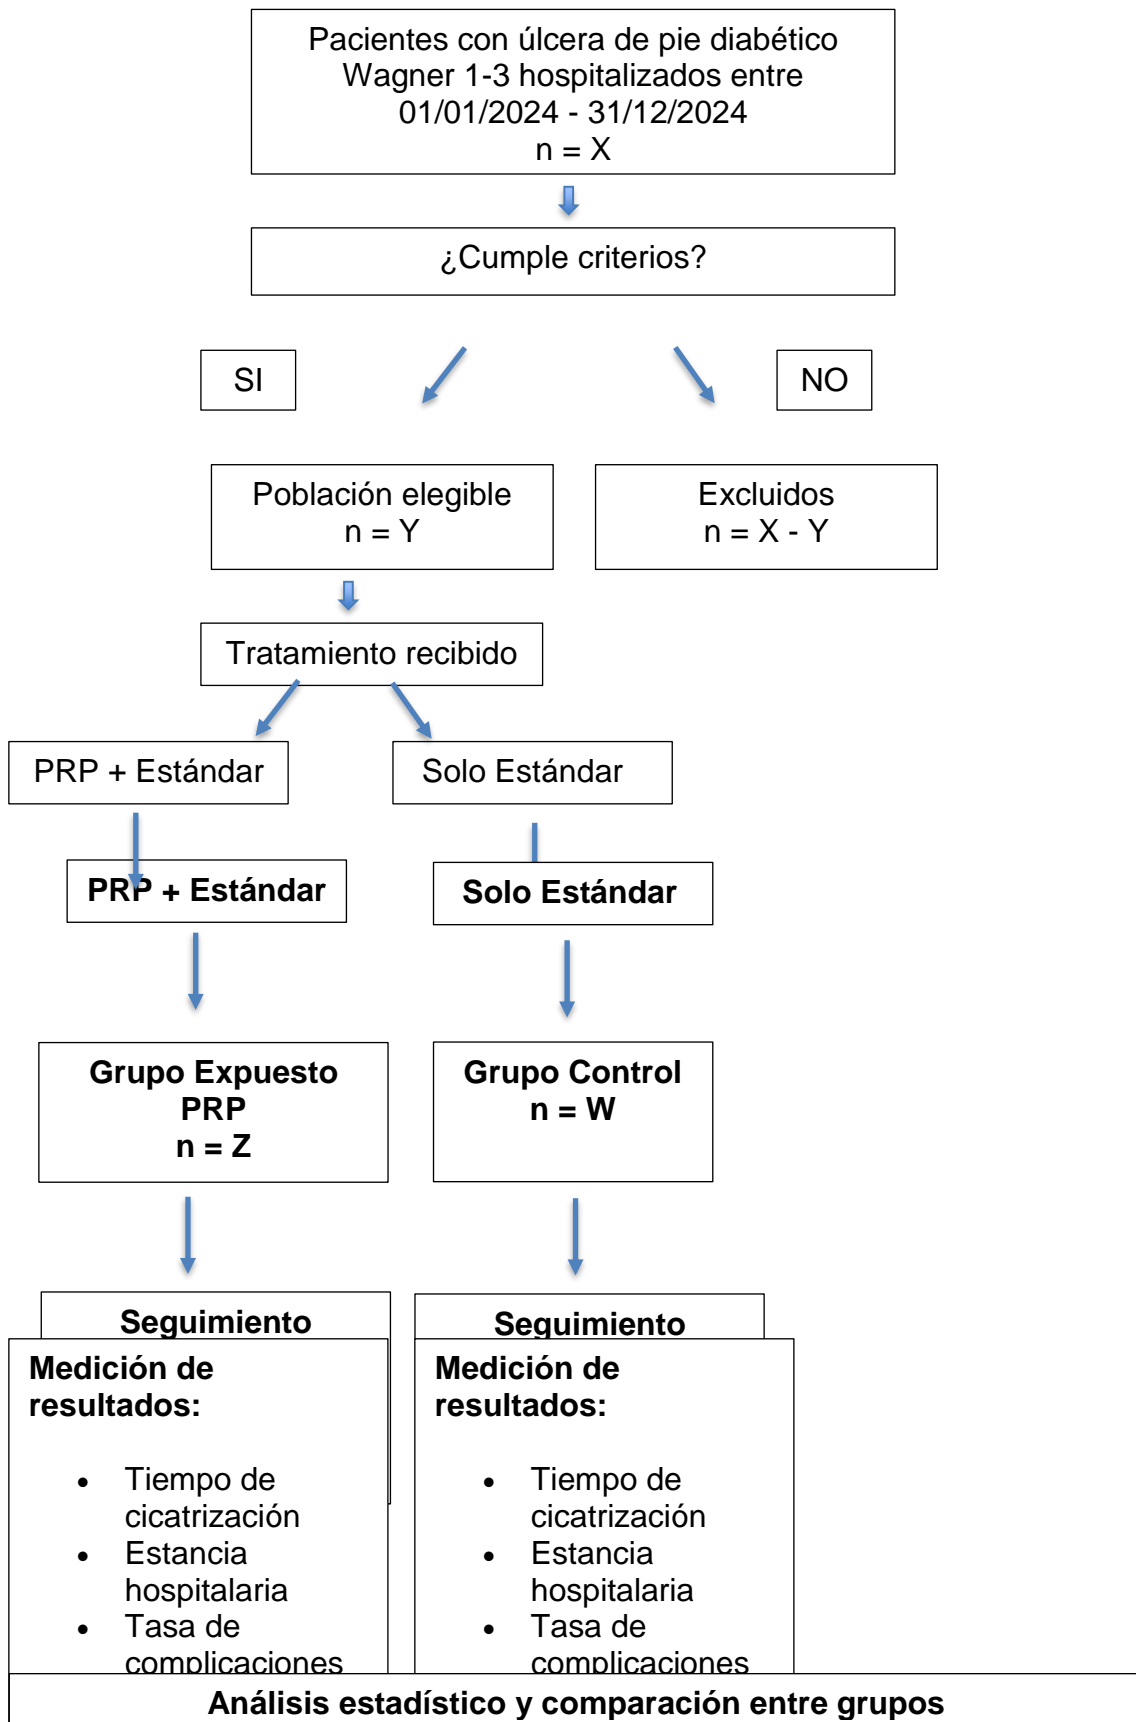 Pacientes con úlcera de pie diabético
Wagner 1-3 hospitalizados entre
01/01/2024 - 31/12/2024
n = X
¿Cumple criterios?
SI
NO
Población elegible
n = Y
Excluidos
n = X - Y
Tratamiento recibido
PRP + Estándar
Solo Estándar
PRP + Estándar
Solo Estándar
Grupo Expuesto
PRP
n = Z
Grupo Control
n = W
Seguimiento
Seguimiento
Medición de
resultados:
• Tiempo de
cicatrización
• Estancia
hospitalaria
• Tasa de
complicaciones
Medición de
resultados:
• Tiempo de
cicatrización
• Estancia
hospitalaria
• Tasa de
complicaciones
Análisis estadístico y comparación entre grupos